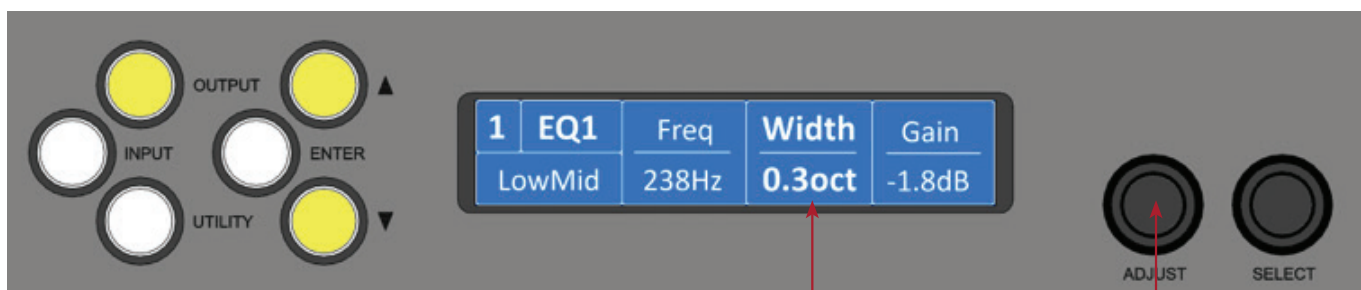 OUTPUT
▲
INPUT
ENTER
UTILITY
▼
1 EQ1 Freq Width Gain
LowMid 238Hz 0.3oct -1.8dB
ADJUST
SELECT